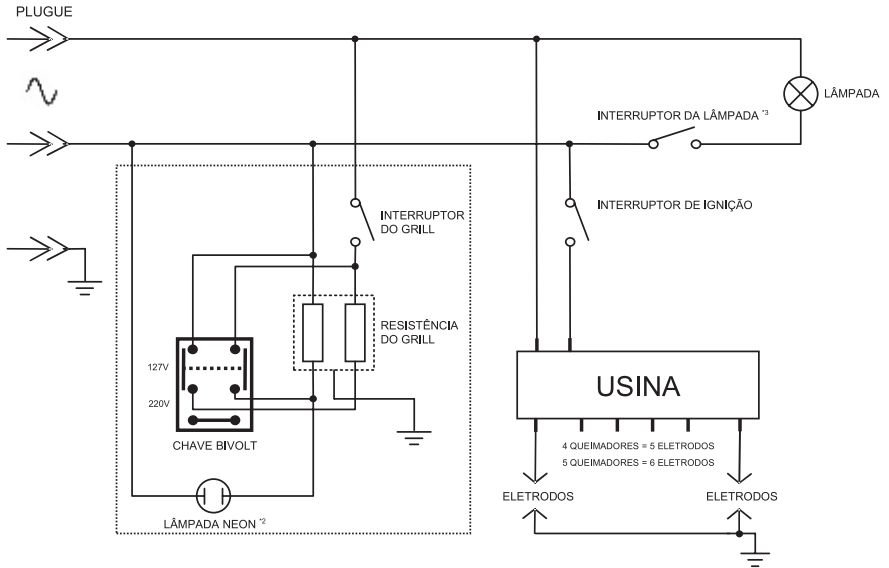 PLUGUE
LÂMPADA
INTERRUPTOR DA LÂMPADA *3
INTERRUPTOR DE IGNIÇÃO
INTERRUPTOR
DO GRILL
RESISTÊNCIA
DO GRILL
127V
220V
CHAVE BIVOLT
LÂMPADA NEON *2
USINA
4 QUEIMADORES = 5 ELETRODOS
5 QUEIMADORES = 6 ELETRODOS
ELETRODOS
ELETRODOS